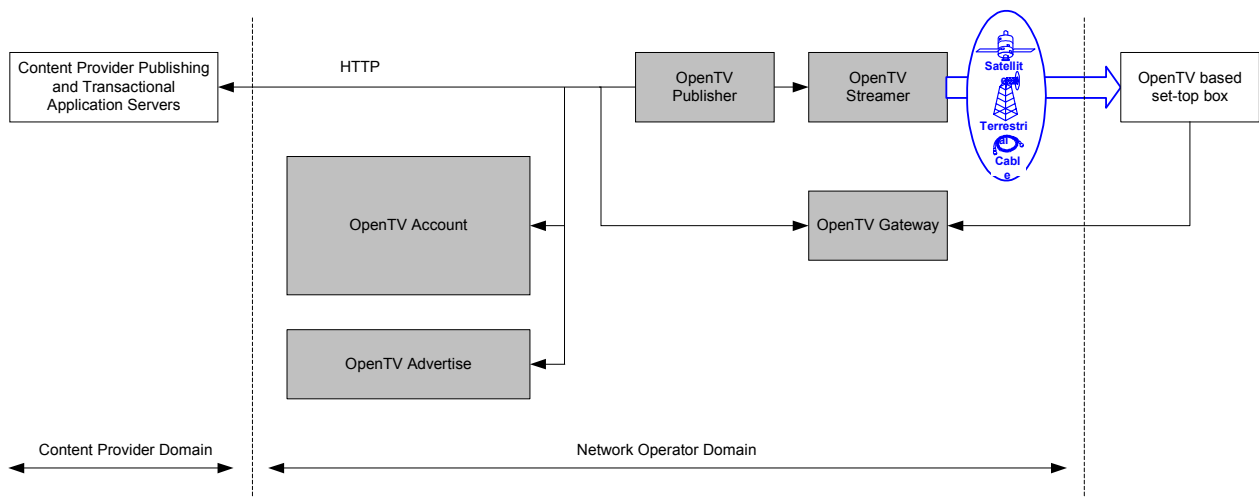 Content Provider Publishing
and Transactional
Application Servers
HTTP
OpenTV
Publisher
OpenTV
Streamer
Satellit
Terrestri
al
Cabl
e
OpenTV based
set-top box
OpenTV Account
OpenTV Gateway
OpenTV Advertise
Content Provider Domain
Network Operator Domain